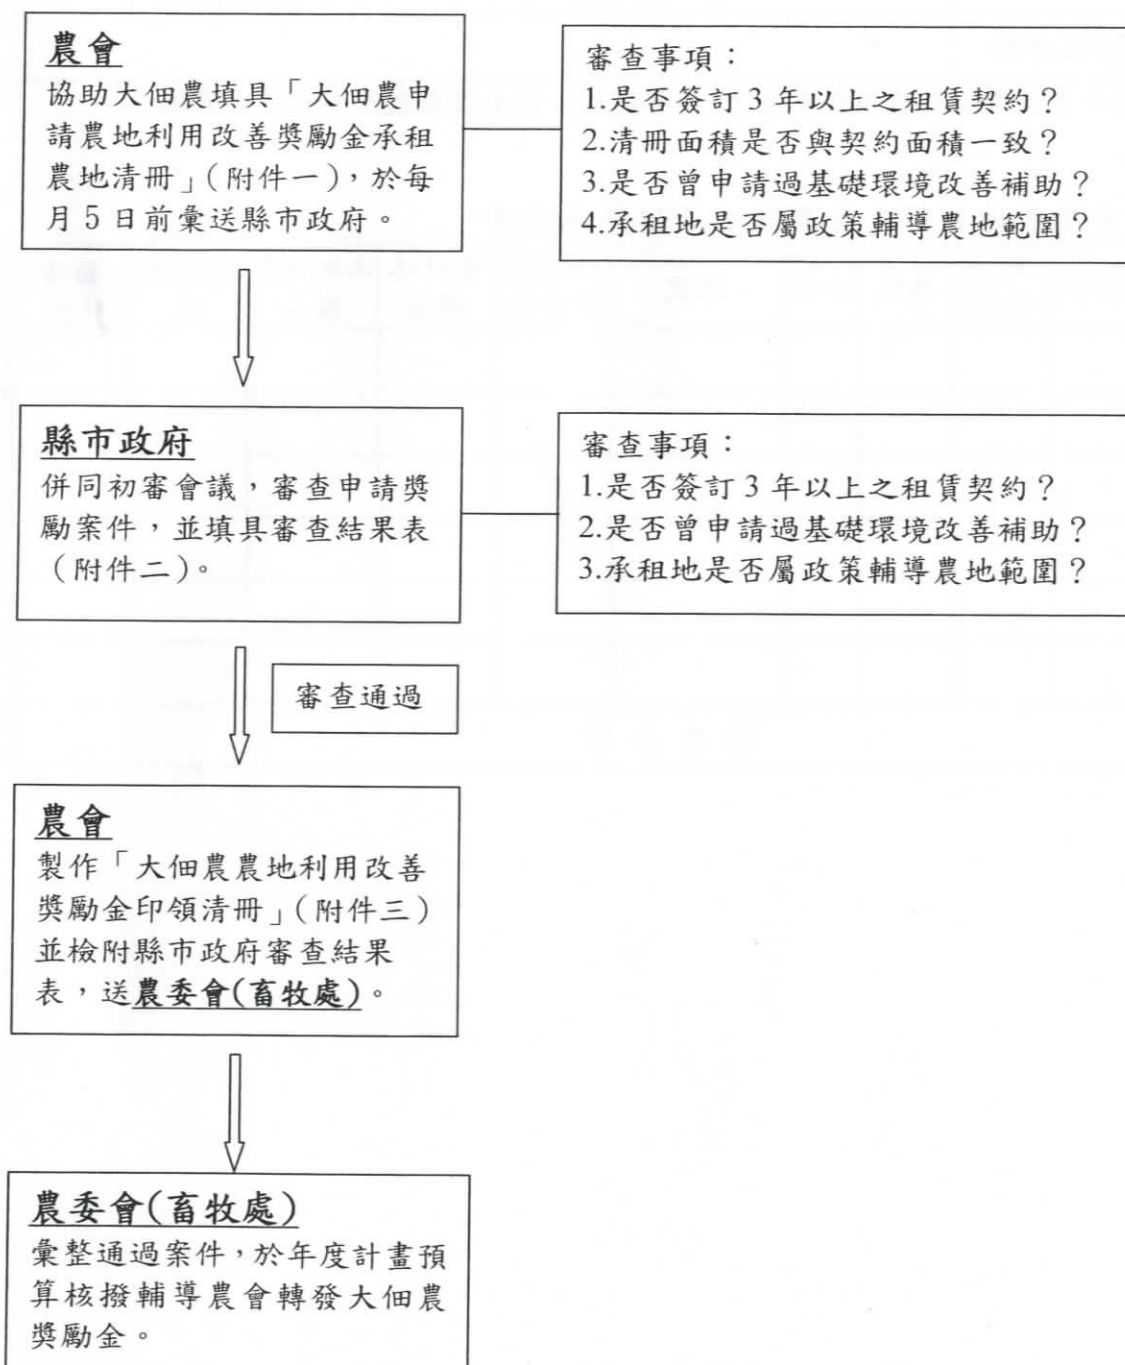 農會
協助大佃農填具「大佃農申
請農地利用改善獎勵金承租
農地清冊」(附件一)，於每
月5日前彙送縣市政府。
審查事項：
1.是否簽訂3年以上之租賃契約？
2.清冊面積是否與契約面積一致？
3.是否曾申請過基礎環境改善補助？
4.承租地是否屬政策輔導農地範圍？
縣市政府
併同初審會議，審查申請獎
勵案件，並填具審查結果表
(附件二)。
審查事項：
1.是否簽訂3年以上之租賃契約？
2.是否曾申請過基礎環境改善補助？
3.承租地是否屬政策輔導農地範圍？
審查通過
農會
製作「大佃農農地利用改善
獎勵金印領清冊」(附件三)
並檢附縣市政府審查結果
表，送農委會(畜牧處)。
農委會(畜牧處)
彙整通過案件，於年度計畫預
算核撥輔導農會轉發大佃農
獎勵金。